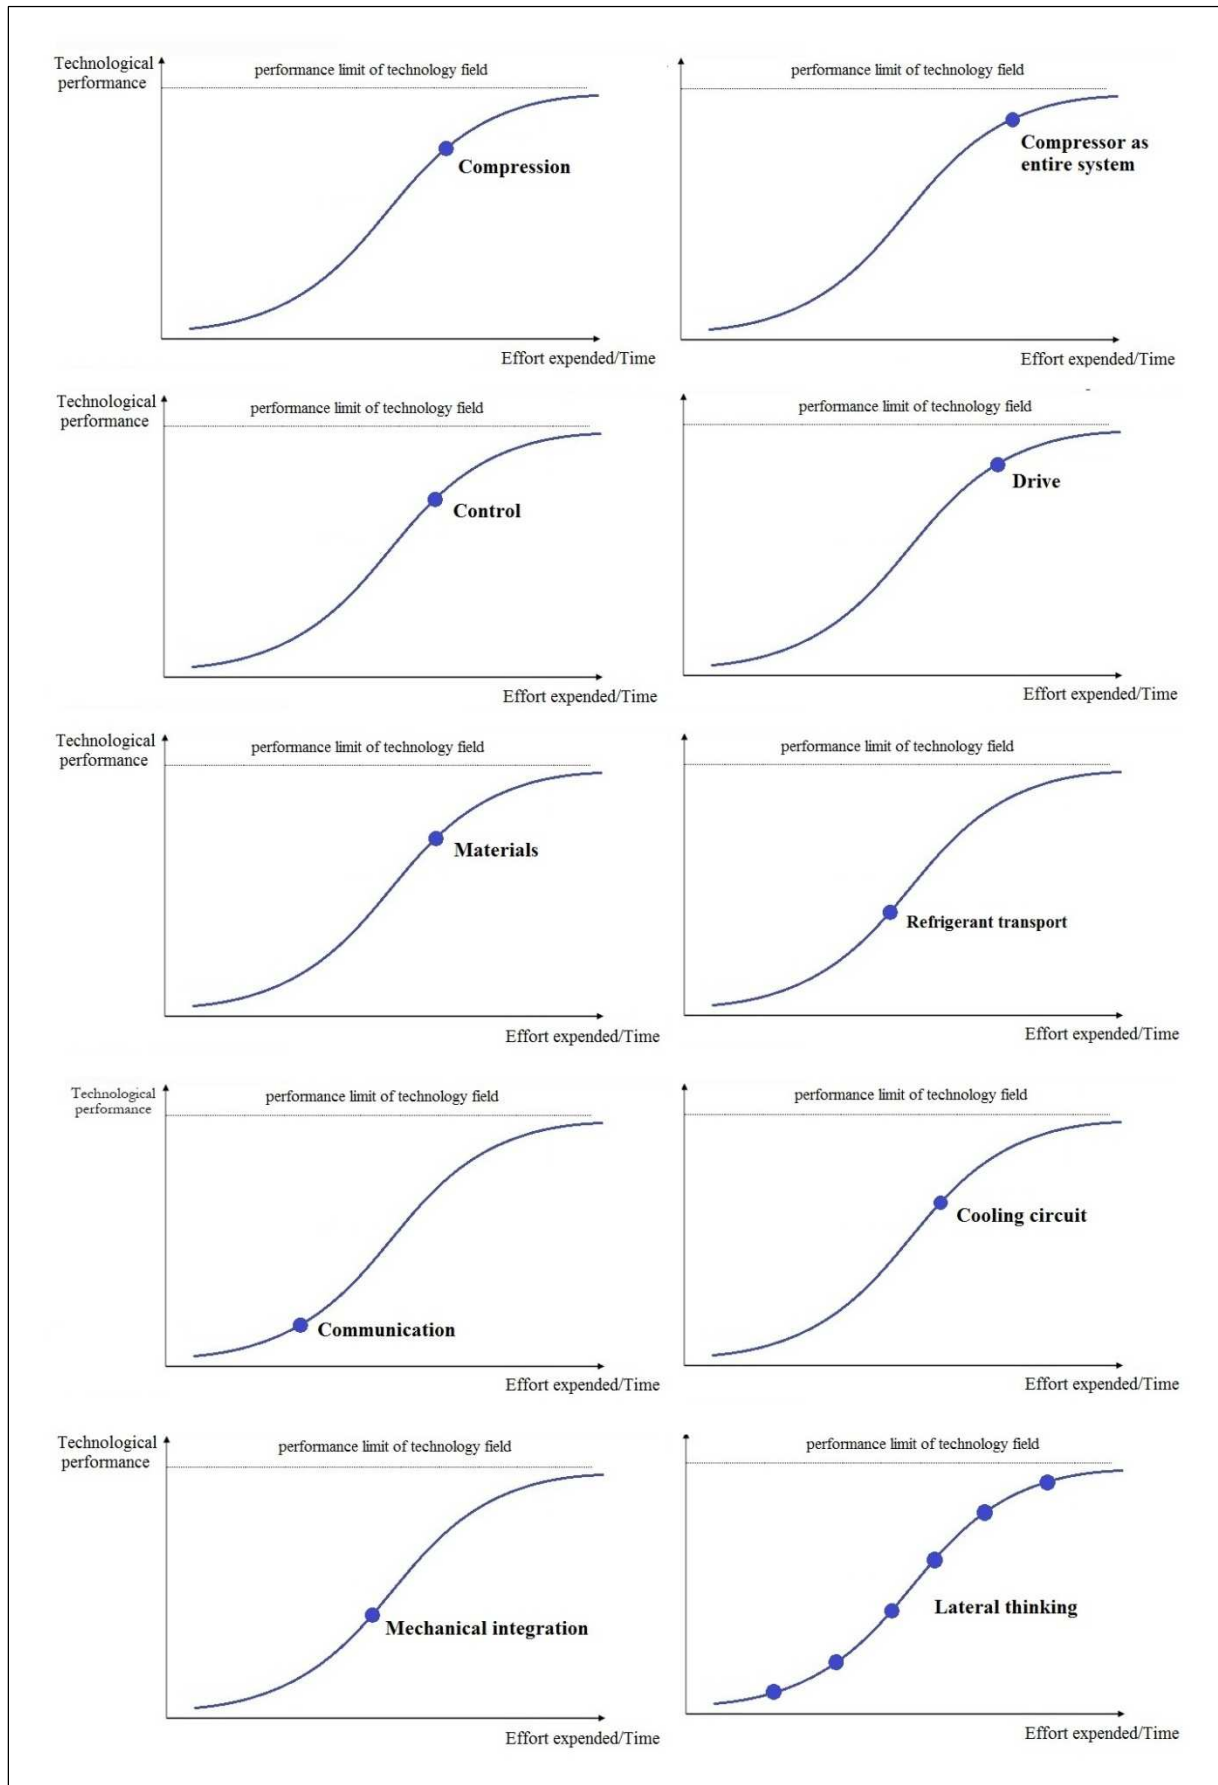 Technological
performance
performance limit of technology field
Compression
Effort expended/Time
performance limit of technology field
Compressor as
entire system
Effort expended/Time
Technological
performance
performance limit of technology field
Control
Effort expended/Time
performance limit of technology field
Drive
Effort expended/Time
Technological
performance
performance limit of technology field
Materials
Effort expended/Time
performance limit of technology field
Refrigerant transport
Effort expended/Time
Technological
performance
performance limit of technology field
Communication
Effort expended/Time
performance limit of technology field
Cooling circuit
Effort expended/Time
Technological
performance
performance limit of technology field
Mechanical integration
Effort expended/Time
performance limit of technology field
Lateral thinking
Effort expended/Time